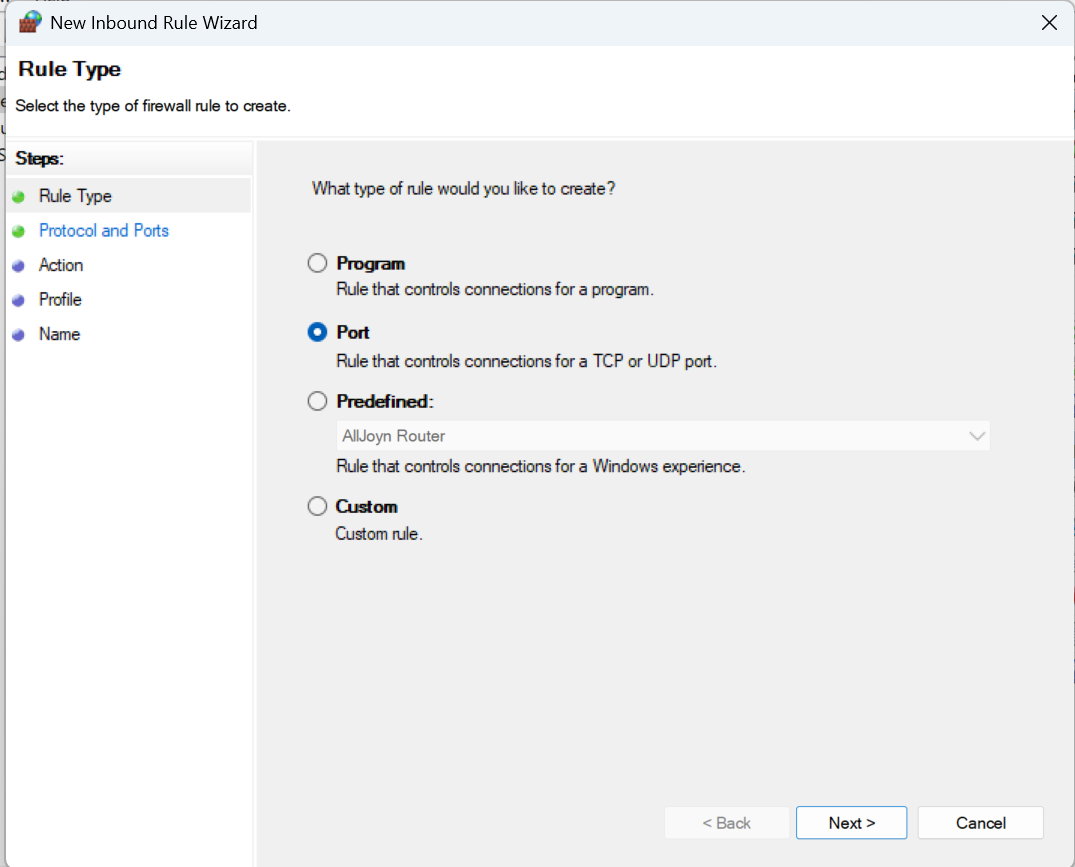 New Inbound Rule Wizard
Rule Type
Select the type of firewall rule to create.
Steps:
Rule Type
Protocol and Ports
Action
Profile
Name
What type of rule would you like to create?
Program
Rule that controls connections for a program.
Port
Rule that controls connections for a TCP or UDP port.
Predefined:
AllJoyn Router
Rule that controls connections for a Windows experience.
Custom
Custom rule.
< Back
Next >
Cancel